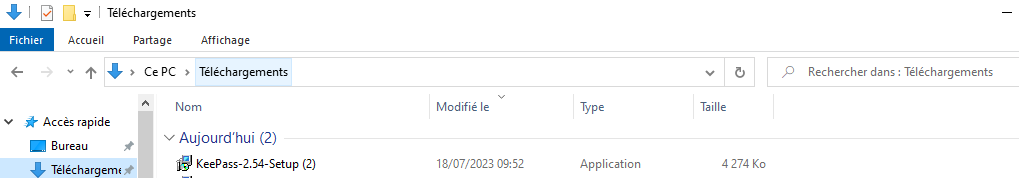 Téléchargements
Fichier Accueil Partage Affichage
Ce PC Téléchargements Rechercher dans : Téléchargements
Nom Modifié le Type Taille
Accès rapide
Aujourd'hui (2)
Bureau
Téléchargeme
KeePass-2.54-Setup (2) 18/07/2023 09:52 Application 4 274 Ko